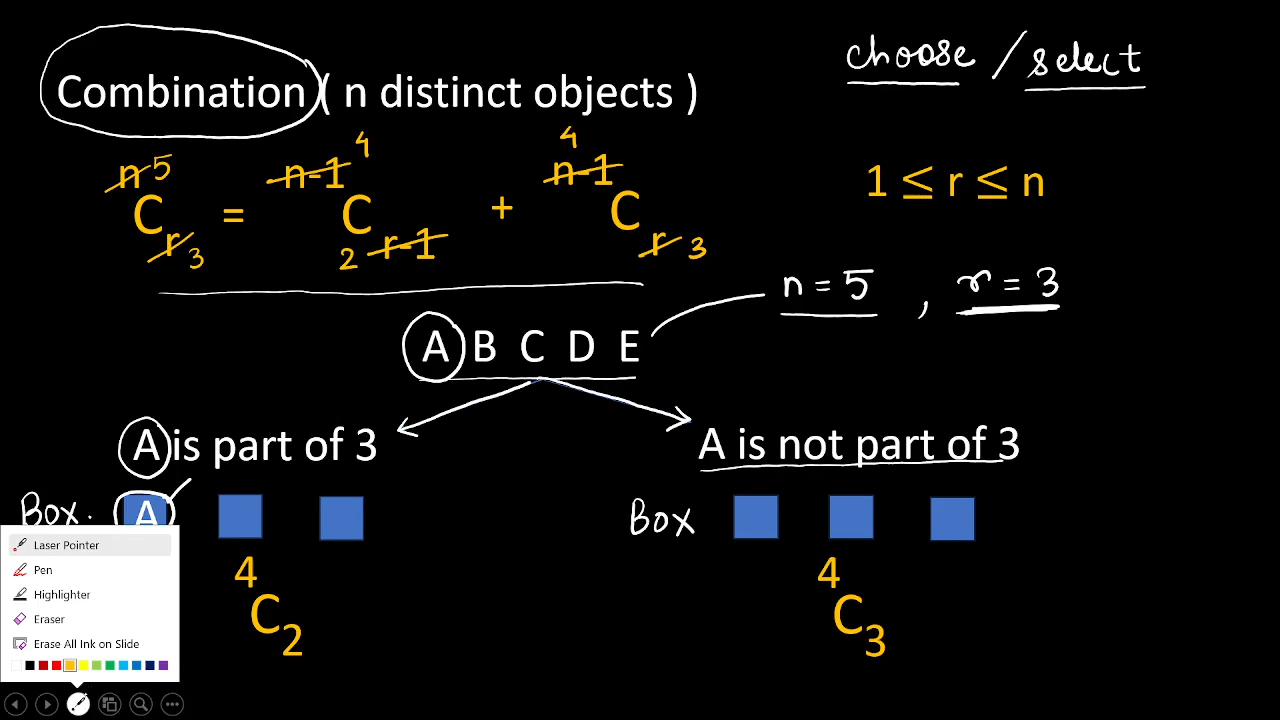 choose / select
Combination ( n distinct objects )
n 5 C r 3 = n-1 4 C 2 r-1 + n-1 4 C r 3
1 ≤ r ≤ n
n = 5 , r = 3
A B C D E
A is part of 3
A is not part of 3
Box. A
Box
4 C 2
4 C 3
Laser Pointer
Pen
Highlighter
Eraser
Erase All Ink on Slide